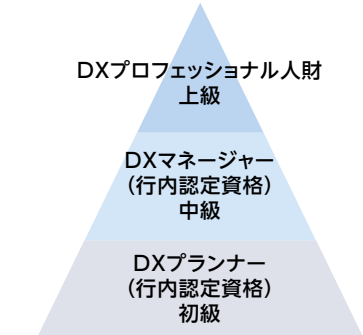 DXプロフェッショナル人財
上級
DXマネージャー
（行内認定資格）
中級
DXプランナー
（行内認定資格）
初級